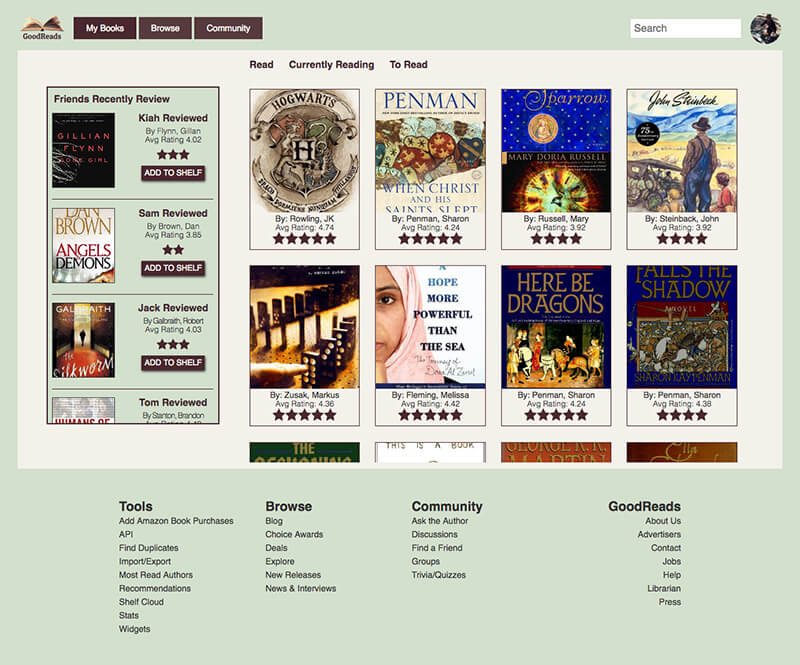 GoodReads
My Books
Browse
Community
Search
Read
Currently Reading
To Read
Friends Recently Review
GILLIAN
FLYNN
GONE GIRL
Kiah Reviewed
By Flynn, Gillan
Avg Rating 4.02
ADD TO SHELF
DAN
BROWN
ANGELS
DEMONS
Sam Reviewed
By Brown, Dan
Avg Rating 3.85
ADD TO SHELF
GALBRAITH
the
silkworm
Jack Reviewed
By Galbraith, Robert
Avg Rating 4.03
ADD TO SHELF
HUMANS OF
Tom Reviewed
By Stanton, Brandon
HOGWARTS
H
By: Rowling, JK
Avg Rating: 4.74
PENMAN
WHEN CHRIST
AND HIS
SAINTS SLEPT
By: Penman, Sharon
Avg Rating: 4.24
Sparrow
MARY DORIA RUSSELL
By: Russell, Mary
Avg Rating: 3.92
John Steinbeck
75
By: Steinback, John
Avg Rating: 3.92
By: Zusak, Markus
Avg Rating: 4.36
A
HOPE
MORE
POWERFUL
THAN
THE SEA
The Journey of
Doaa Al Zamel
By: Fleming, Melissa
Avg Rating: 4.42
HERE BE
DRAGONS
By: Penman, Sharon
Avg Rating: 4.24
FALLS THE
SHADOW
A NOVEL
SHARON KAY PENMAN
By: Penman, Sharon
Avg Rating: 4.38
THE
RECKONING
THIS IS A BOOK
GEORGE R.R.
MARTIN
Ella
Tools
Add Amazon Book Purchases
API
Find Duplicates
Import/Export
Most Read Authors
Recommendations
Shelf Cloud
Stats
Widgets
Browse
Blog
Choice Awards
Deals
Explore
New Releases
News & Interviews
Community
Ask the Author
Discussions
Find a Friend
Groups
Trivia/Quizzes
GoodReads
About Us
Advertisers
Contact
Jobs
Help
Librarian
Press